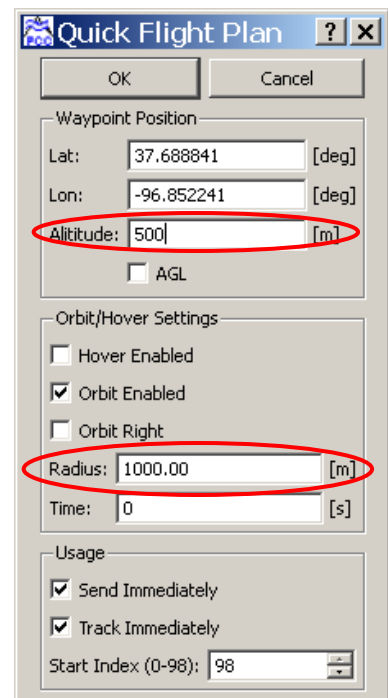 Quick Flight Plan ? x
OK Cancel
Waypoint Position
Lat: 37.688841 [deg]
Lon: -96.852241 [deg]
Alititude: 500 [m]
AGL
Orbit/Hover Settings
Hover Enabled
Orbit Enabled
Orbit Right
Radius: 1000.00 [m]
Time: 0 [s]
Usage
Send Immediately
Track Immediately
Start Index (0-98): 98